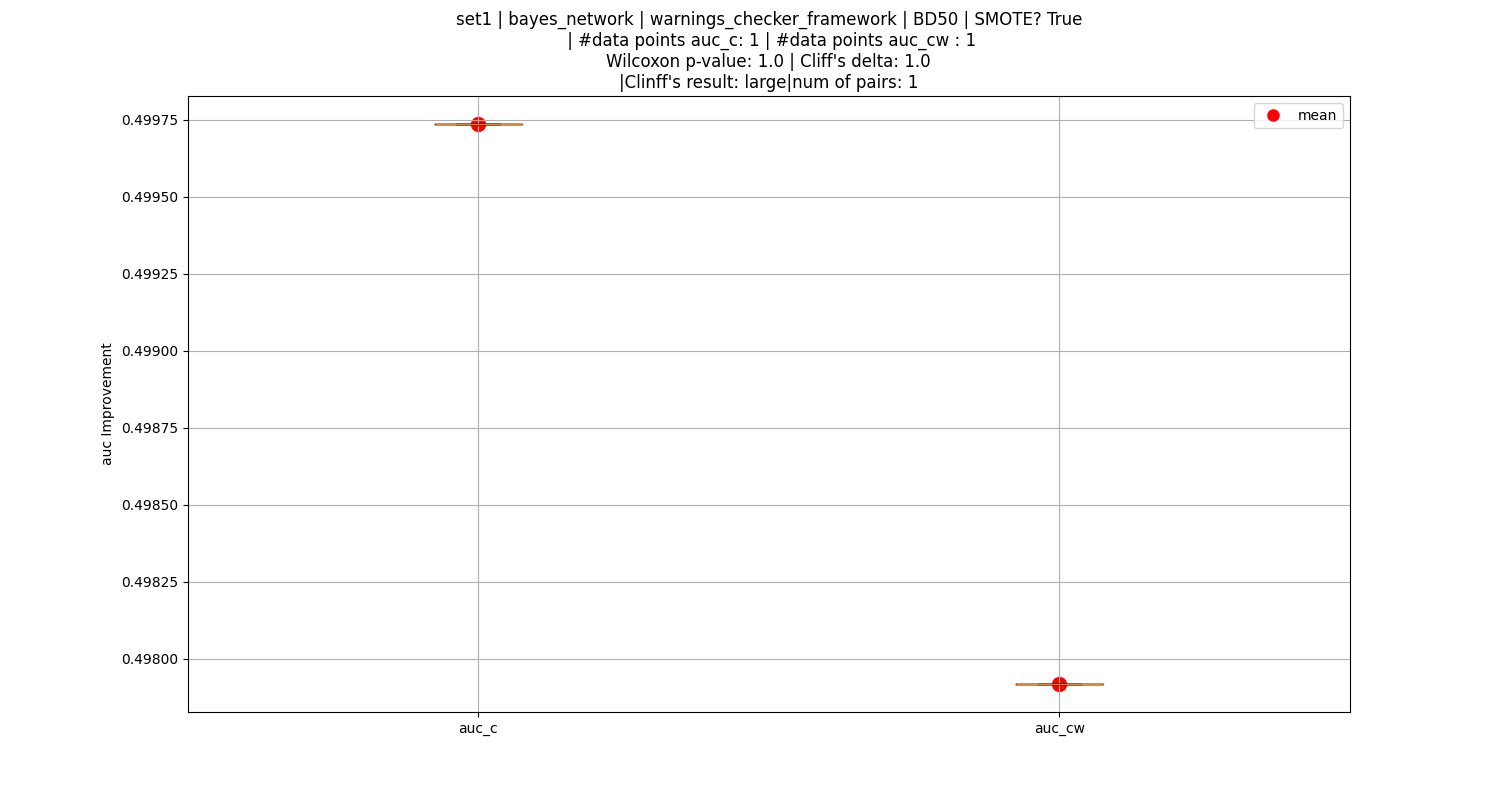 set1 | bayes_network | warnings_checker_framework | BD50 | SMOTE? True
| #data points auc_c: 1 | #data points auc_cw : 1
Wilcoxon p-value: 1.0 | Cliff's delta: 1.0
|Clinff's result: large|num of pairs: 1
mean
0.49975
0.49950
0.49925
0.49900
0.49875
0.49850
0.49825
0.49800
auc Improvement
auc_c
auc_cw